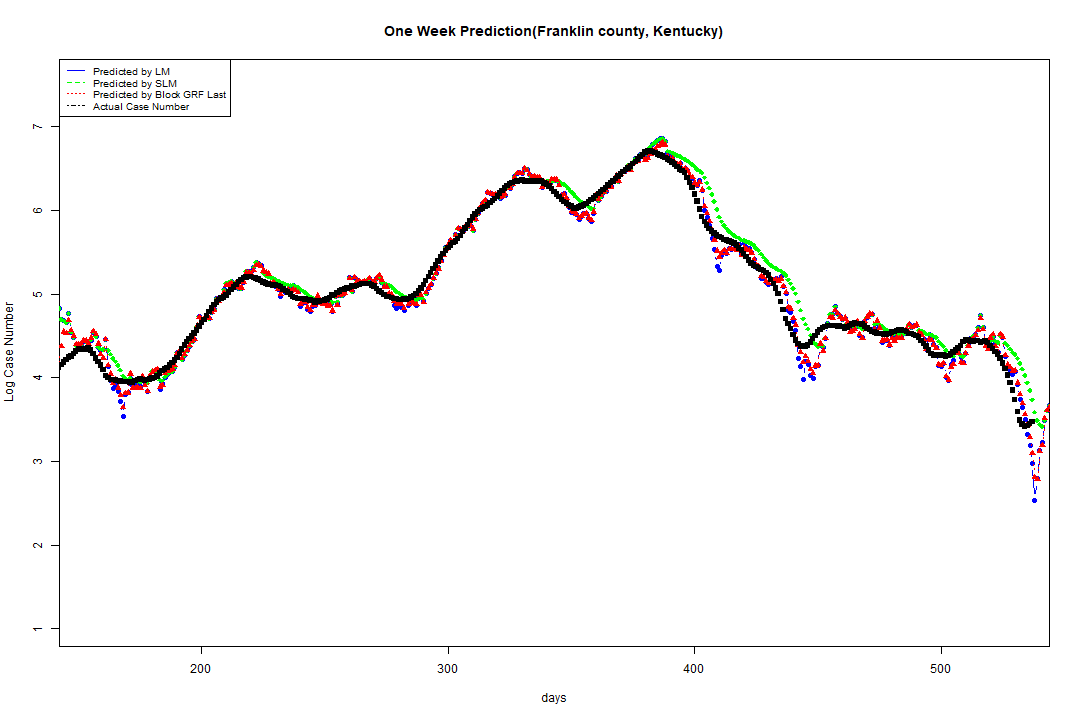 One Week Prediction(Franklin county, Kentucky)
Predicted by LM
Predicted by SLM
Predicted by Block GRF Last
Actual Case Number
7
6
5
4
3
2
1
Log Case Number
200 300 400 500
days